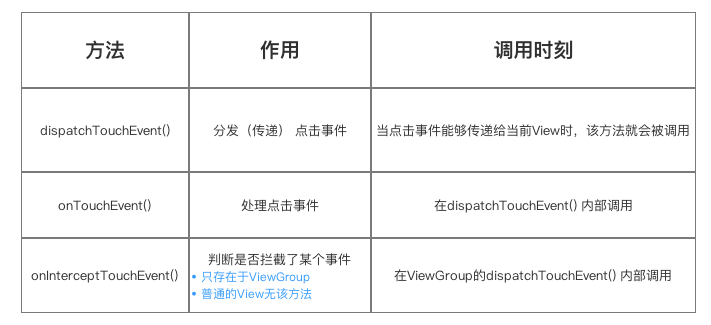 方法
作用
调用时刻
dispatchTouchEvent()
分发（传递） 点击事件
当点击事件能够传递给当前View时，该方法就会被调用
onTouchEvent()
处理点击事件
在dispatchTouchEvent() 内部调用
onInterceptTouchEvent()
判断是否拦截了某个事件
• 只存在于ViewGroup
• 普通的View无该方法
在ViewGroup的dispatchTouchEvent() 内部调用